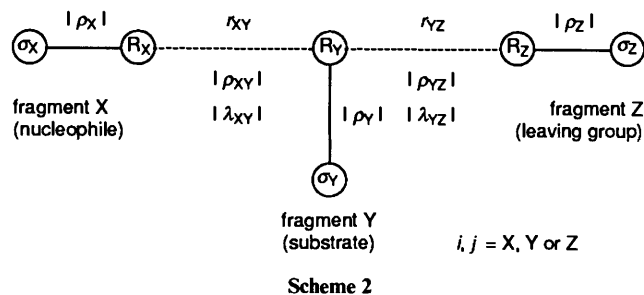 | ρX | rXY rYZ | ρZ |
σX RX RY RZ σZ
| ρXY | | ρYZ |
fragment X fragment Z
(nucleophile) | λXY | | ρY | | λYZ | (leaving group)
σY
fragment Y
(substrate) i, j = X, Y or Z
Scheme 2